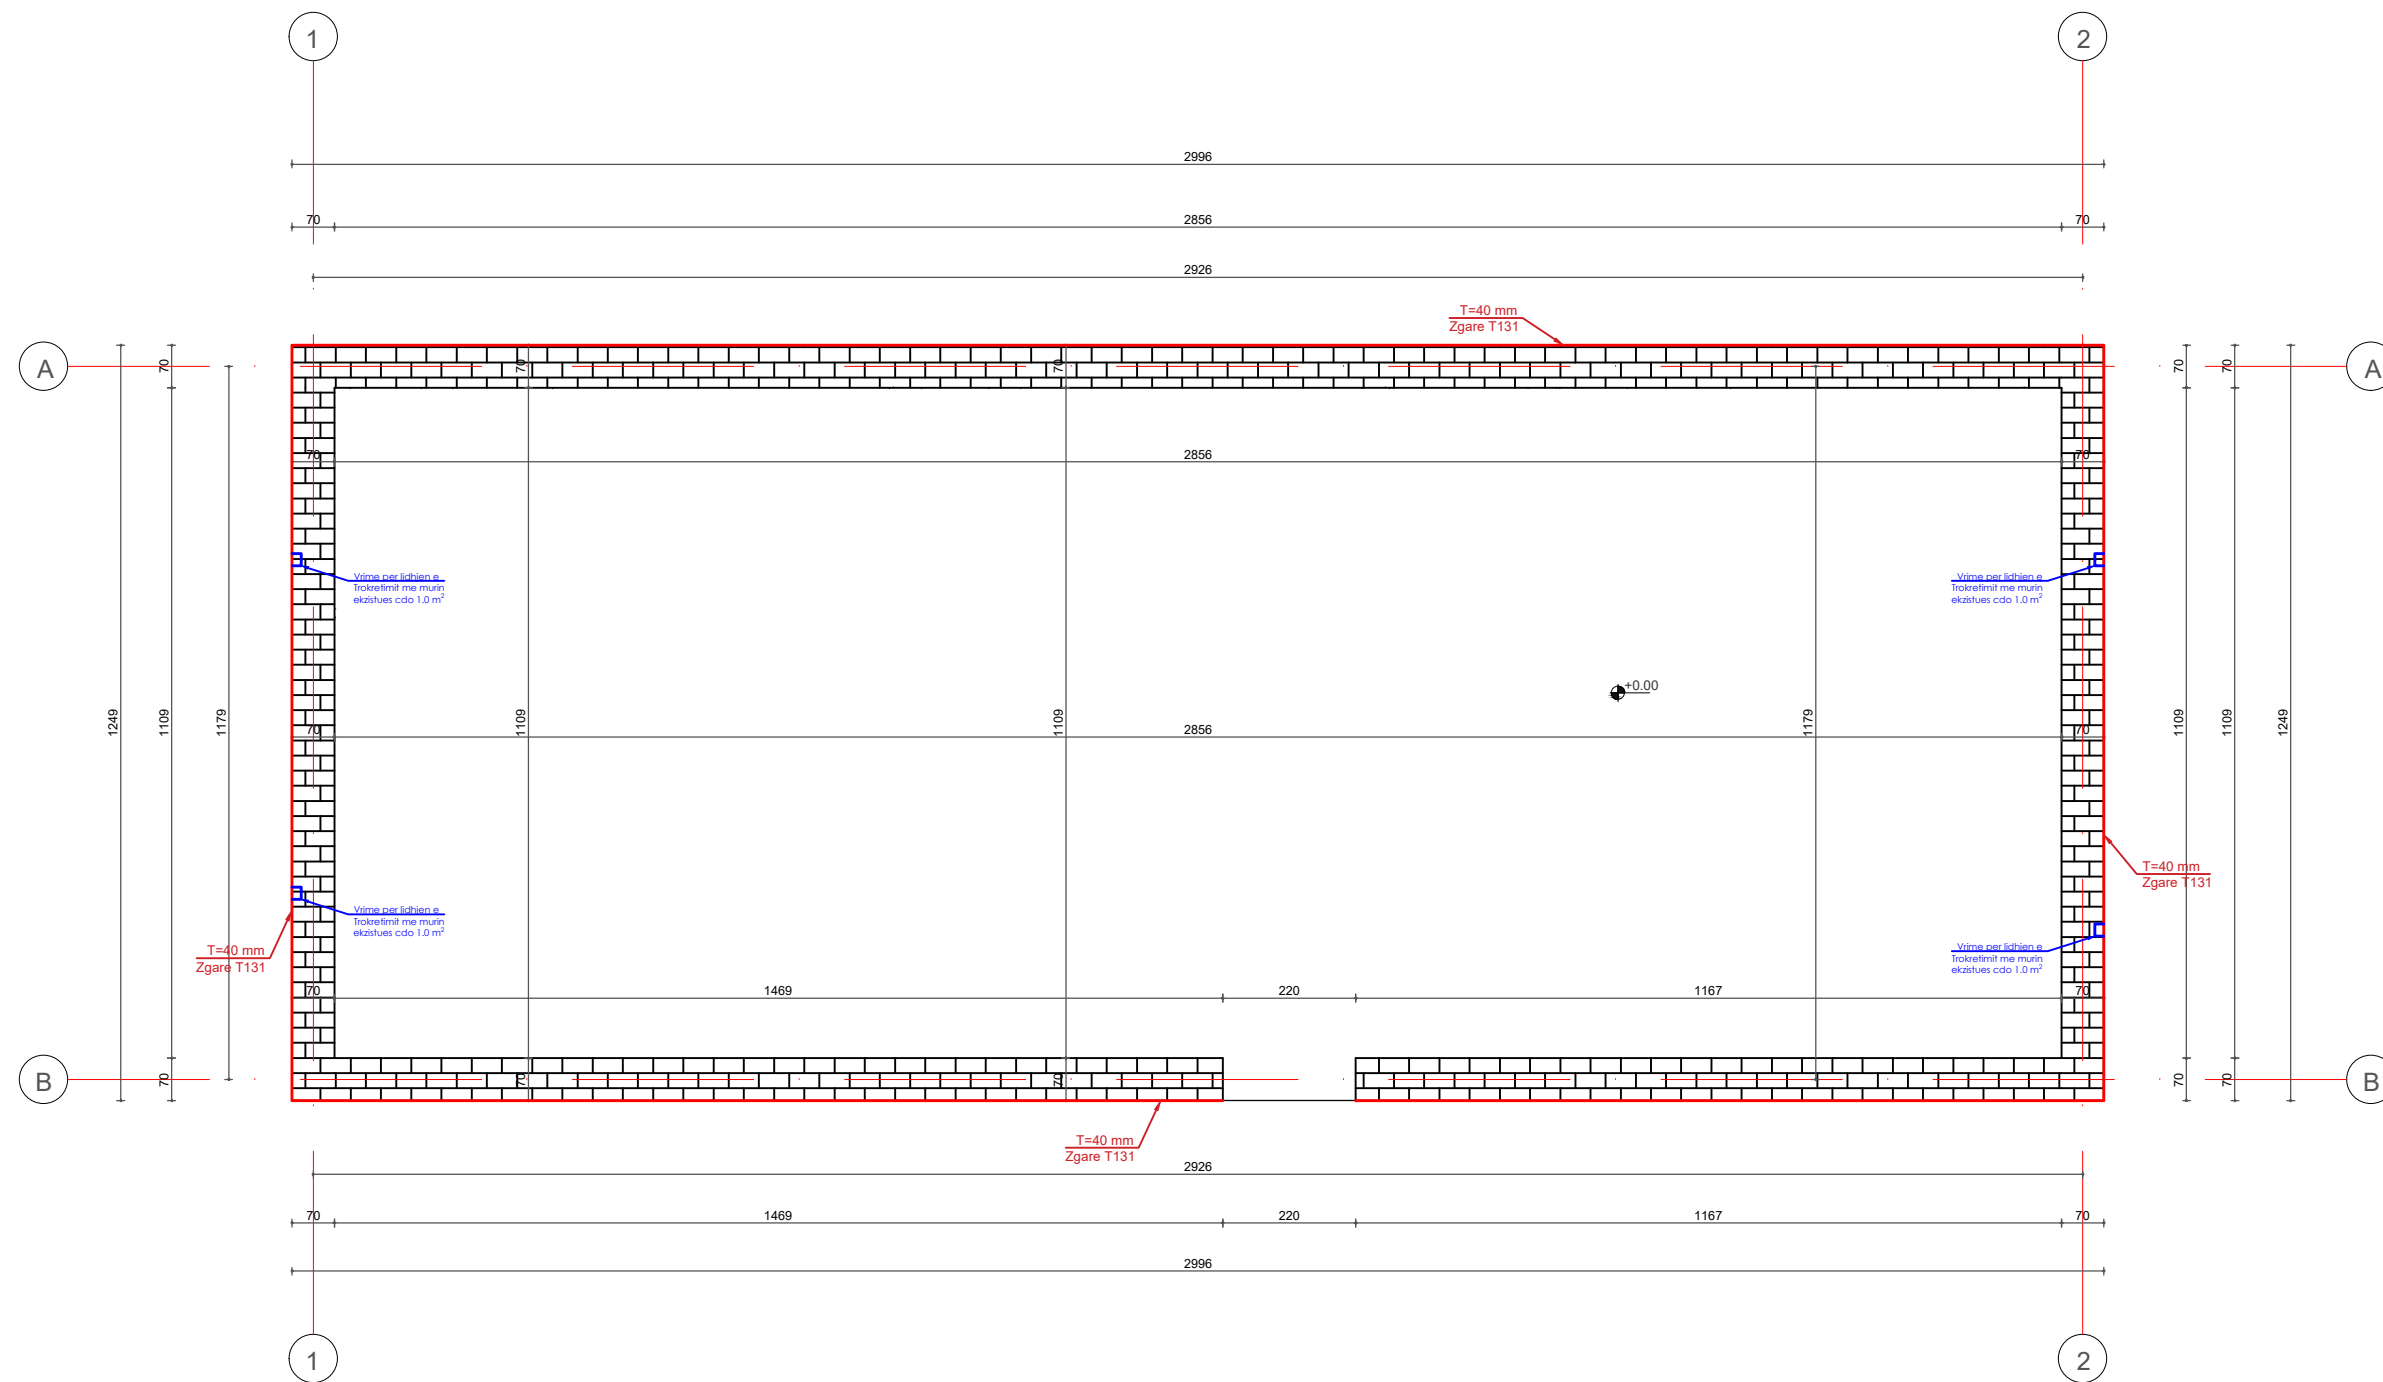 1
2
2996
70
2856
70
2926
T=40 mm
Zgare T131
A
A
70
70
70
70
70
70
70
2856
70
Vrime per lidhien e
Trokretimit me murin
ekzistues cdo 1.0 m²
Vrime per lidhien e
Trokretimit me murin
ekzistues cdo 1.0 m²
+0.00
1249
1109
1179
70
1109
1109
2856
1179
70
1109
1109
1249
T=40 mm
Zgare T131
Vrime per lidhien e
Trokretimit me murin
ekzistues cdo 1.0 m²
Vrime per lidhien e
Trokretimit me murin
ekzistues cdo 1.0 m²
T=40 mm
Zgare T131
70
1469
220
1167
70
B
70
70
70
70
70
B
T=40 mm
Zgare T131
2926
70
1469
220
1167
70
2996
1
2